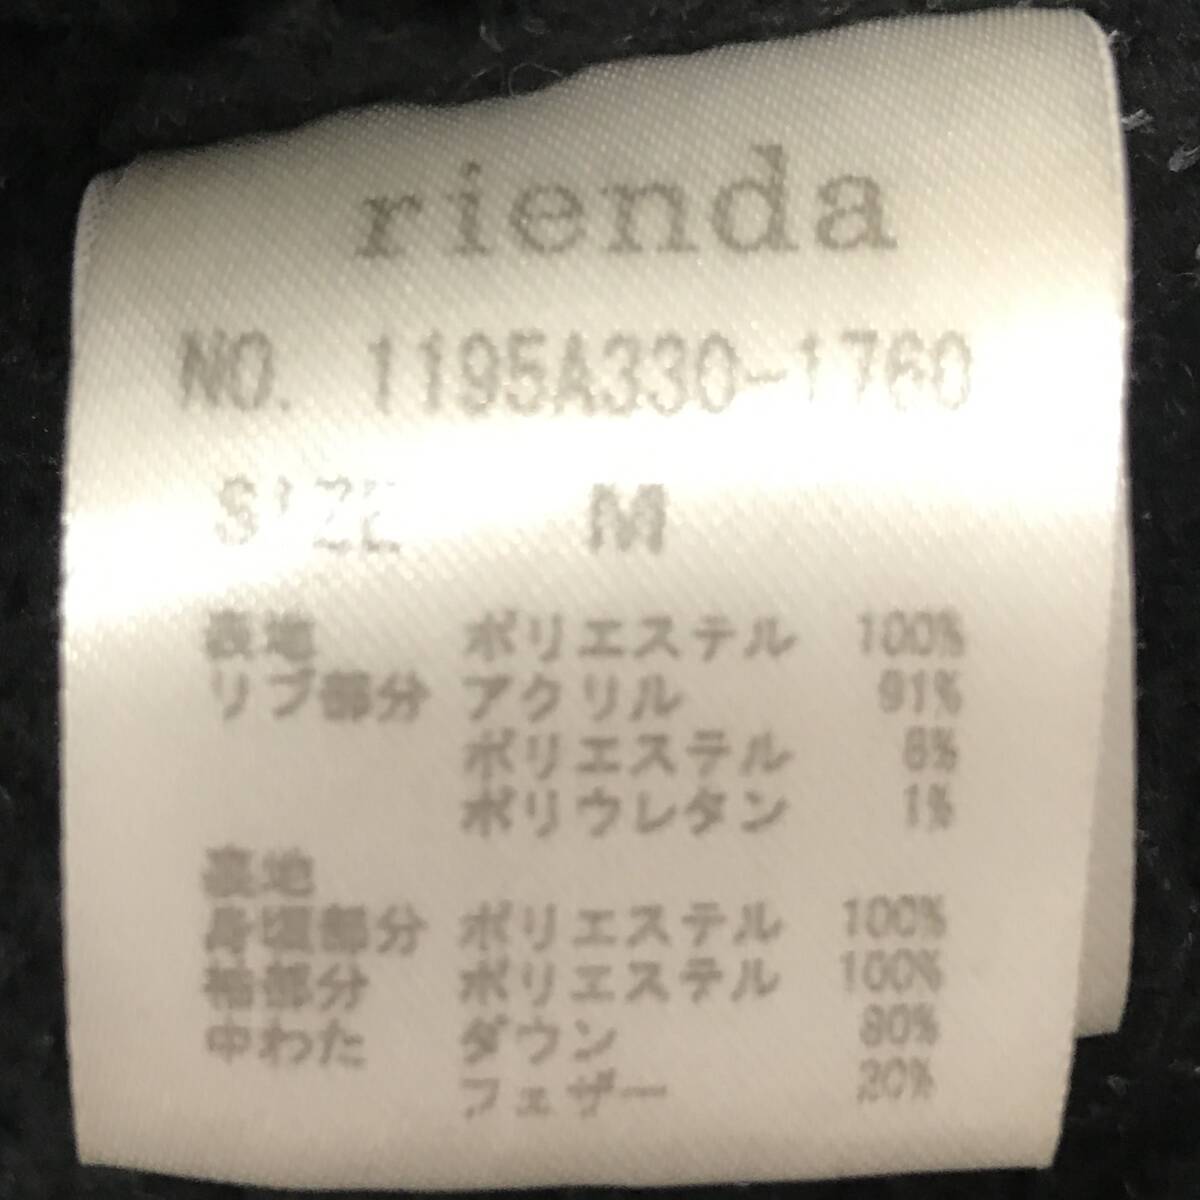 rienda
NO. 1195A330-1760
SIZE M
表地 ポリエステル 100%
リブ部分 アクリル 91%
ポリエステル 8%
ポリウレタン 1%
裏地
身頃部分 ポリエステル 100%
袖部分 ポリエステル 100%
中わた ダウン 80%
フェザー 20%